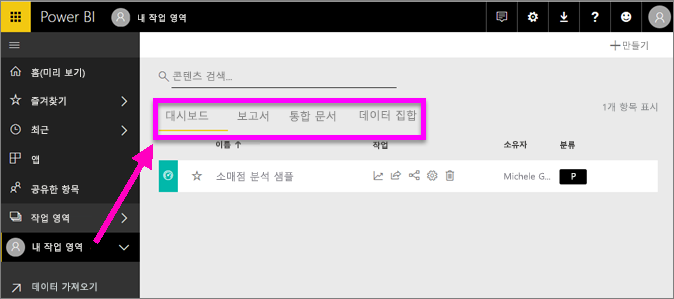 Power BI 내 작업 영역
만들기
홈(미리 보기)
즐겨찾기
최근
앱
공유한 항목
작업 영역
내 작업 영역
데이터 가져오기
콘텐츠 검색...
대시보드 보고서 통합 문서 데이터 집합
1개 항목 표시
이름 작업 소유자 분류
소매점 분석 샘플 Michele G... P